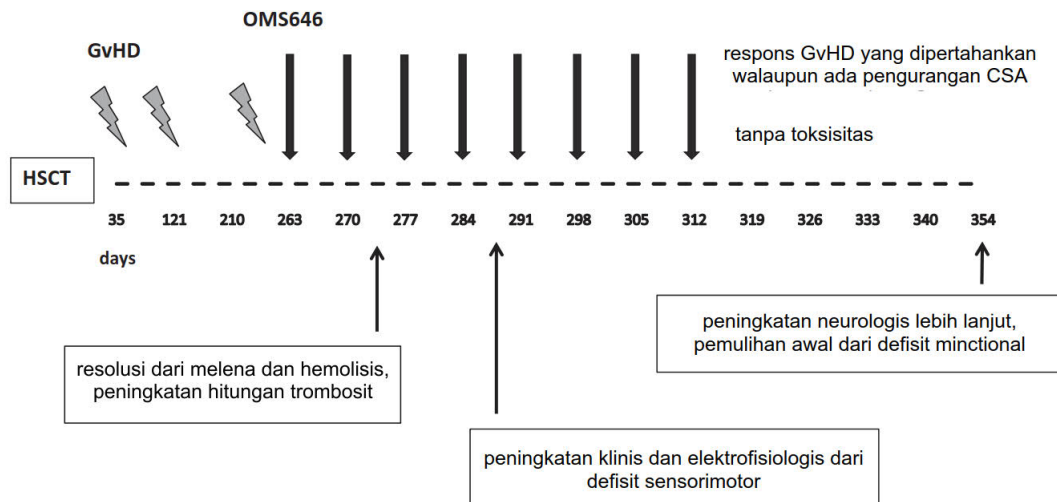 OMS646
GvHD
respons GvHD yang dipertahankan
walaupun ada pengurangan CSA
tanpa toksisitas
HSCT
35 121 210 263 270 277 284 291 298 305 312 319 326 333 340 354
days
peningkatan neurologis lebih lanjut,
pemulihan awal dari defisit minctional
resolusi dari melena dan hemolisis,
peningkatan hitungan trombosit
peningkatan klinis dan elektrofisiologis dari
defisit sensorimotor